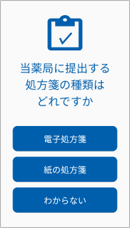 当薬局に提出する
処方箋の種類は
どれですか
電子処方箋
紙の処方箋
わからない